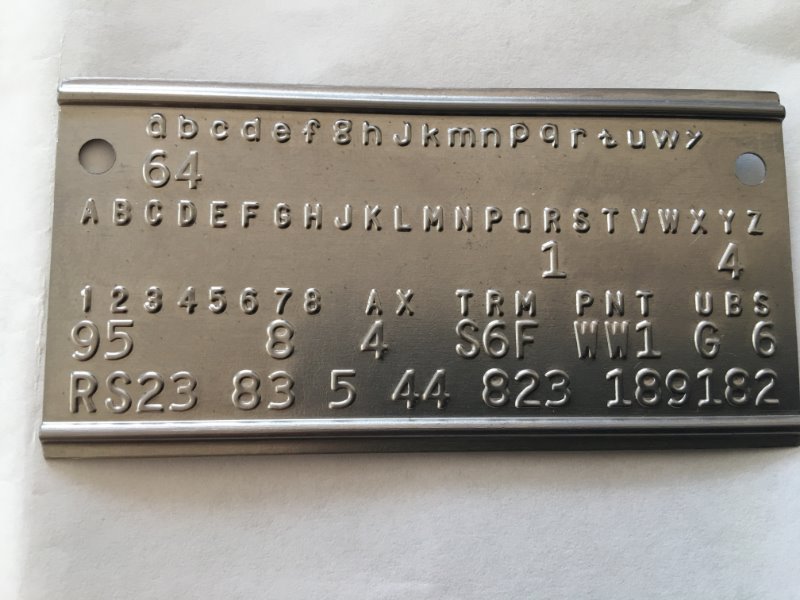 abcdef8hJkmnpqrtuwy
64
ABCDEFGHJKLMNPQRSTVWXYZ
1 4
12345678 AX TRM PNT UBS
95 8 4 S6F WW1 G 6
RS23 83 5 44 823 189182